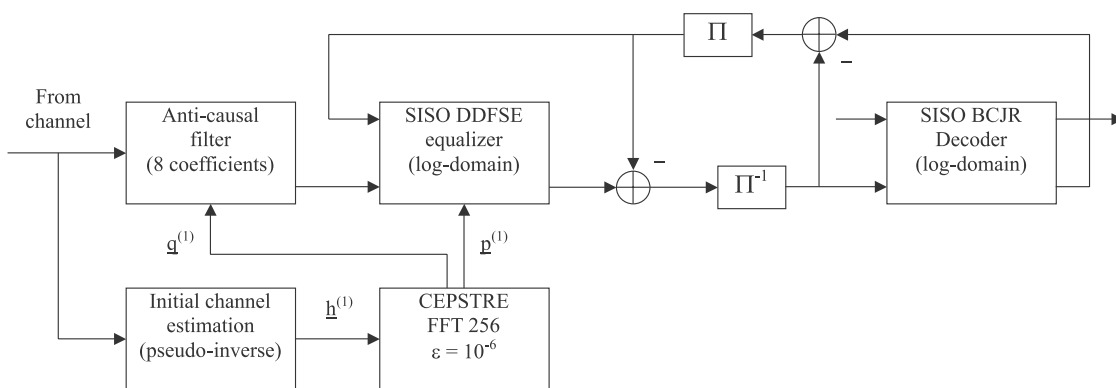 Π
−
From
channel
Anti-causal
filter
(8 coefficients)
SISO DDFSE
equalizer
(log-domain)
−
Π⁻¹
SISO BCJR
Decoder
(log-domain)
q⁽¹⁾
p⁽¹⁾
Initial channel
estimation
(pseudo-inverse)
h⁽¹⁾
CEPSTRE
FFT 256
ε = 10⁻⁶